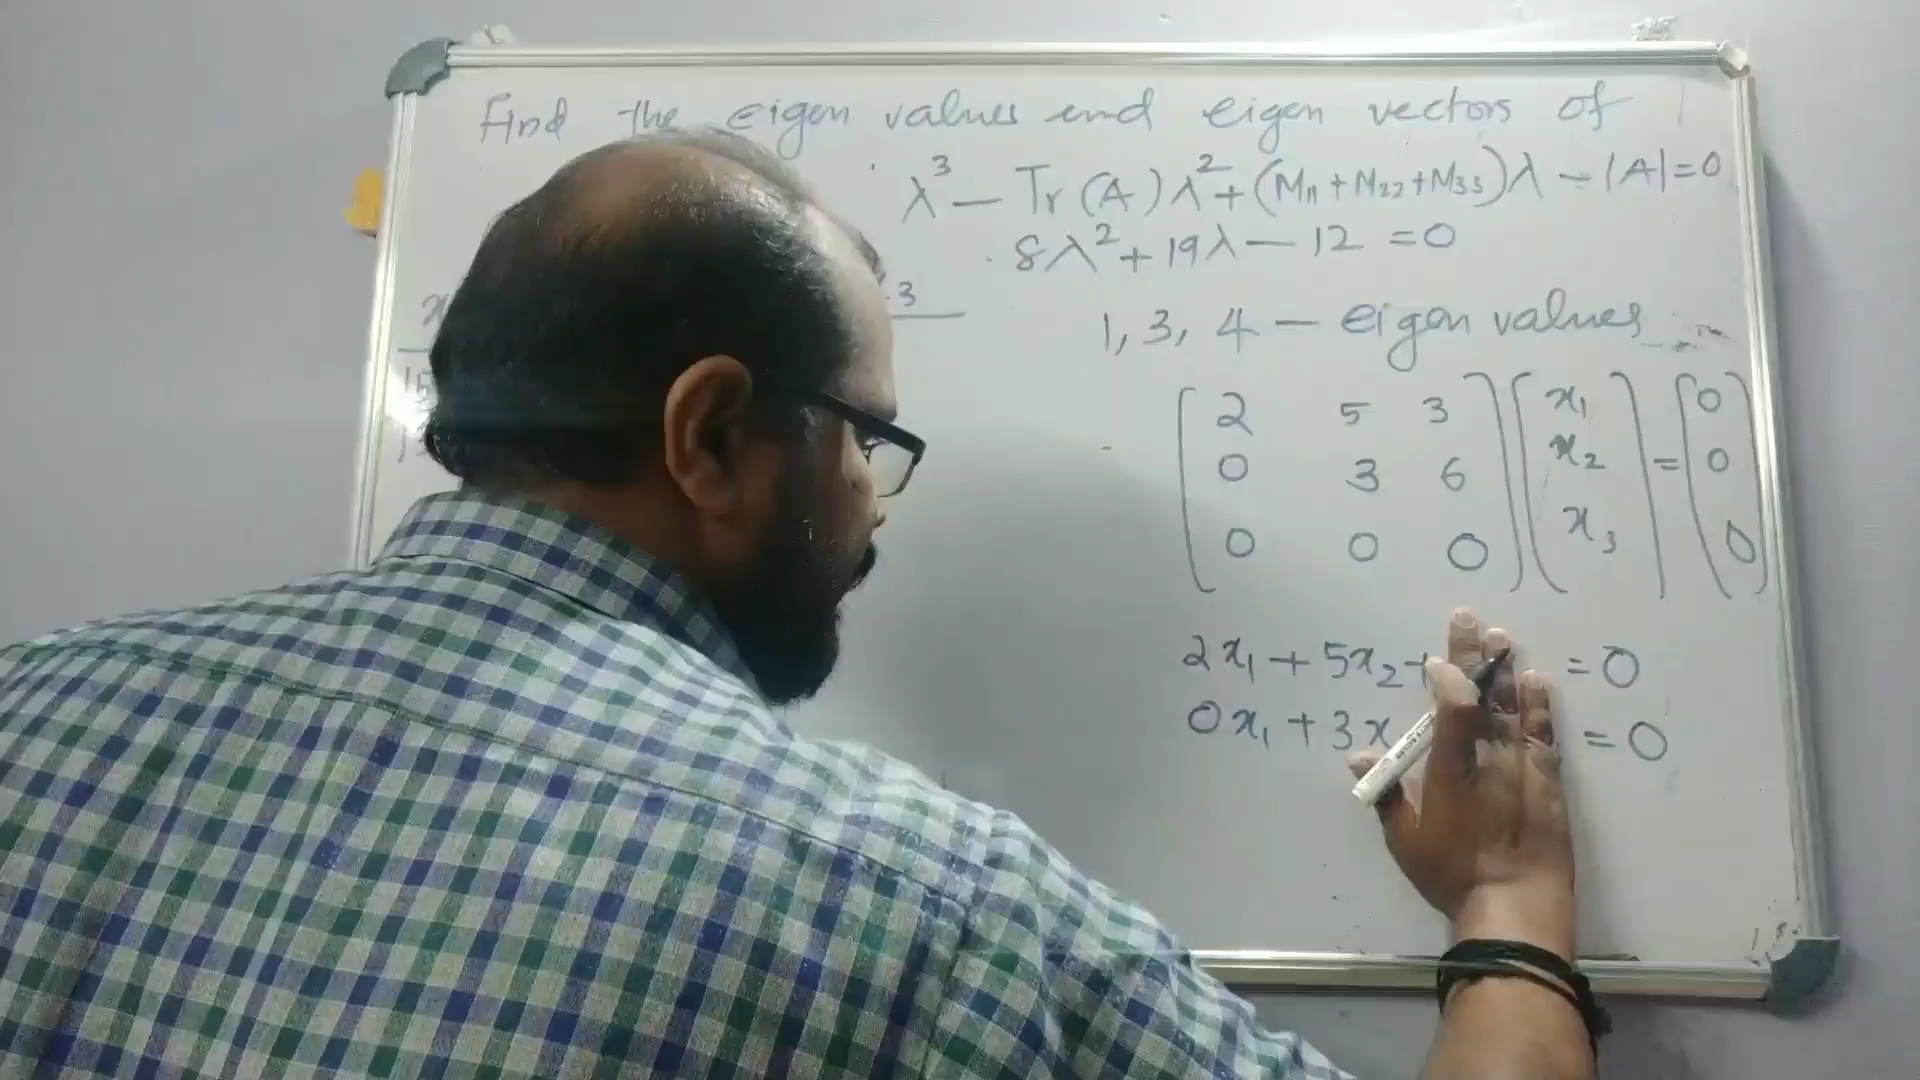 Find the eigen values and eigen vectors of
λ³ — Tr(A) λ² + (M₁₁ + M₂₂ + M₃₃) λ — |A| = 0
8λ² + 19λ — 12 = 0
3
1, 3, 4 — eigen values
2 5 3 x₁ 0
0 3 6 x₂ = 0
0 0 0 x₃ 0
2x₁ + 5x₂ + = 0
0x₁ + 3x = 0